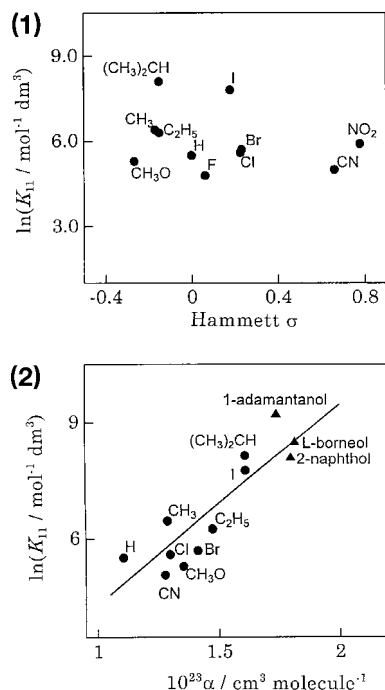 (1)
ln(K₁₁ / mol⁻¹ dm³)
9.0
6.0
3.0
(CH₃)₂CH
I
CH₃
C₂H₅
H
Br
Cl
NO₂
CN
CH₃O
F
-0.4 0 0.4 0.8
Hammett σ
(2)
ln(K₁₁ / mol⁻¹ dm³)
9
6
1-adamantanol
(CH₃)₂CH
L-borneol
2-naphthol
I
CH₃
C₂H₅
H
Cl
Br
CH₃O
CN
1 2
10²³α / cm³ molecule⁻¹